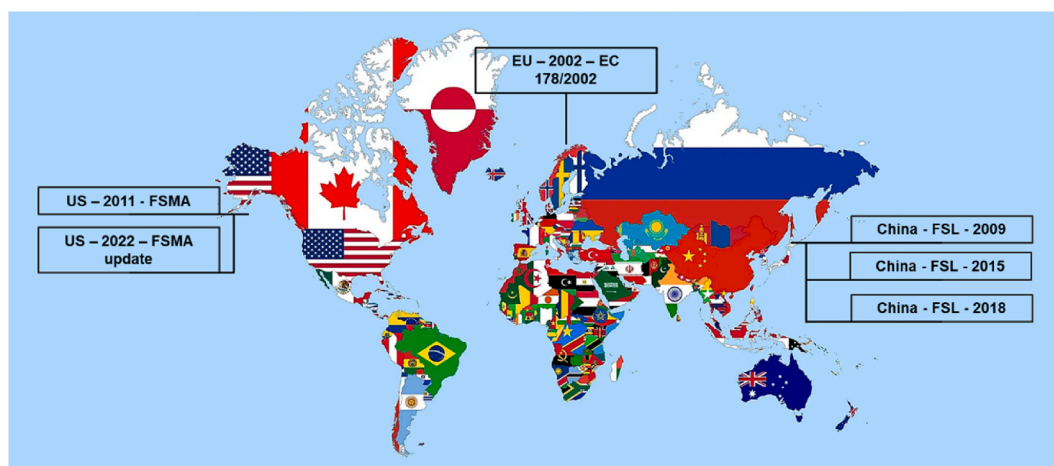 EU – 2002 – EC
178/2002
US – 2011 - FSMA
US – 2022 – FSMA
update
China - FSL - 2009
China - FSL - 2015
China - FSL - 2018